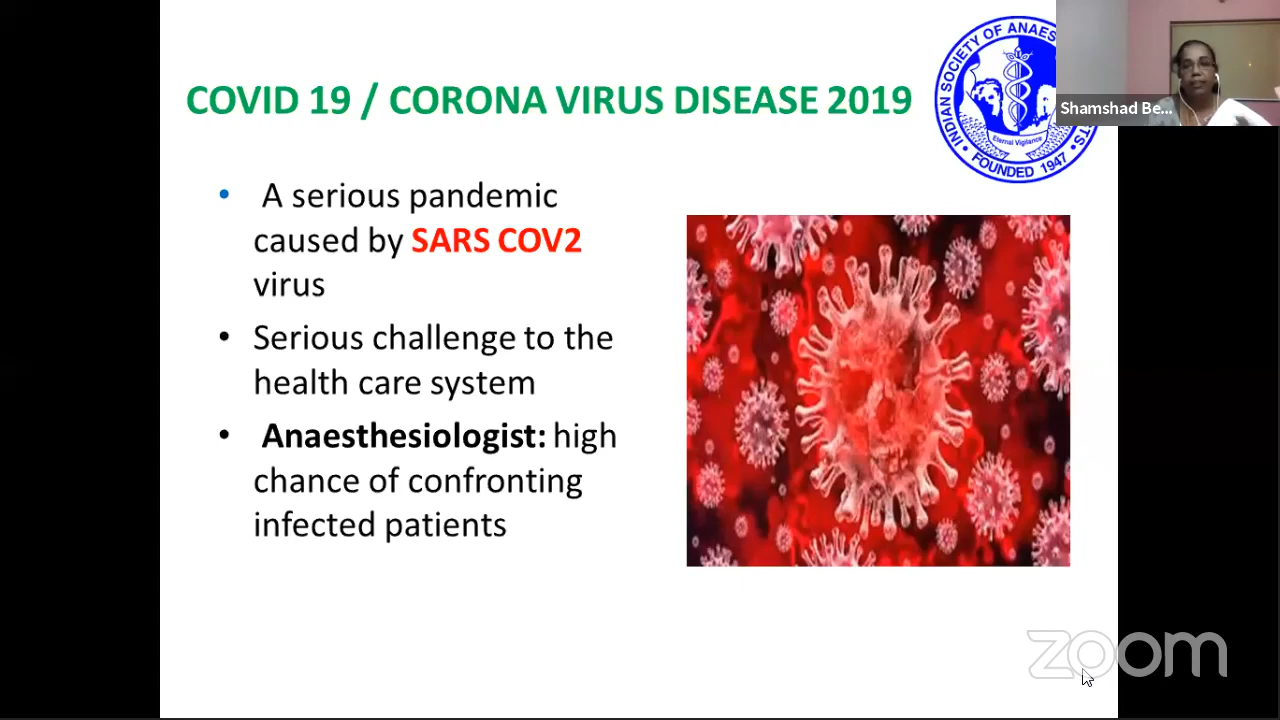 COVID 19 / CORONA VIRUS DISEASE 2019
INDIAN SOCIETY OF ANAES
TS
Eternal Vigilance
• FOUNDED 1947 •
Shamshad Be...
• A serious pandemic
caused by SARS COV2
virus
• Serious challenge to the
health care system
• Anaesthesiologist: high
chance of confronting
infected patients
zoom